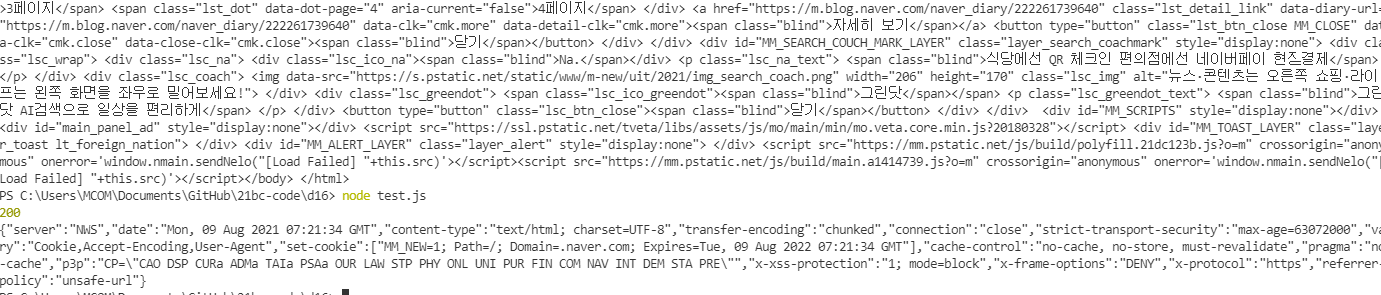 >3페이지</span> <span class="lst_dot" data-dot-page="4" aria-current="false">4페이지</span> </div> <a href="https://m.blog.naver.com/naver_diary/222261739640" class="lst_detail_link" data-diary-url=
"https://m.blog.naver.com/naver_diary/222261739640" data-clk="cmk.more" data-detail-clk="cmk.more"><span class="blind">자세히 보기</span></a> <button type="button" class="lst_btn_close MM_CLOSE" dat
a-clk="cmk.close" data-close-clk="cmk.close"><span class="blind">닫기</span></button> </div> </div> <div id="MM_SEARCH_COUCH_MARK_LAYER" class="layer_search_coachmark" style="display:none"> <div cl
ass="lsc_wrap"> <div class="lsc_na"> <div class="lsc_ico_na"><span class="blind">Na.</span></div> <p class="lsc_na_text"> <span class="blind">식당에선 QR 체크인 편의점에선 네이버페이 현장결제</span>
</p> </div> <div class="lsc_coach"> <img data-src="https://s.pstatic.net/static/www/m-new/uit/2021/img_search_coach.png" width="206" height="170" class="lsc_img" alt="뉴스·콘텐츠는 오른쪽 쇼핑·라이
프는 왼쪽 화면을 좌우로 밀어보세요!"> </div> <div class="lsc_greendot"> <span class="lsc_ico_greendot"><span class="blind">그린닷</span></span> <p class="lsc_greendot_text"> <span class="blind">그린
닷 AI검색으로 일상을 편리하게</span> </p> </div> <button type="button" class="lsc_btn_close"><span class="blind">닫기</span></button> </div> </div>  <div id="MM_SCRIPTS" style="display:none"></div>
<div id="main_panel_ad" style="display:none"></div> <script src="https://ssl.pstatic.net/tveta/libs/assets/js/mo/main/min/mo.veta.core.min.js?20180328"></script> <div id="MM_TOAST_LAYER" class="laye
r_toast lt_foreign_nation"> </div> <div id="MM_ALERT_LAYER" class="layer_alert" style="display:none"> </div> <script src="https://mm.pstatic.net/js/build/polyfill.21dc123b.js?o=m" crossorigin="anony
mous" onerror='window.nmain.sendNelo("[Load Failed] "+this.src)'></script><script src="https://mm.pstatic.net/js/build/main.a1414739.js?o=m" crossorigin="anonymous" onerror='window.nmain.sendNelo("[
Load Failed] "+this.src)'></script></body> </html>
PS C:\Users\MCOM\Documents\GitHub\21bc-code\d16> node test.js
200
{"server":"NWS","date":"Mon, 09 Aug 2021 07:21:34 GMT","content-type":"text/html; charset=UTF-8","transfer-encoding":"chunked","connection":"close","strict-transport-security":"max-age=63072000","va
ry":"Cookie,Accept-Encoding,User-Agent","set-cookie":["MM_NEW=1; Path=/; Domain=.naver.com; Expires=Tue, 09 Aug 2022 07:21:34 GMT"],"cache-control":"no-cache, no-store, must-revalidate","pragma":"no
-cache","p3p":"CP=\"CAO DSP CURa ADMa TAIa PSAa OUR LAW STP PHY ONL UNI PUR FIN COM NAV INT DEM STA PRE\"","x-xss-protection":"1; mode=block","x-frame-options":"DENY","x-protocol":"https","referrer-
policy":"unsafe-url"}
PS C:\Users\MCOM\Documents\GitHub\21bc-code\d16>